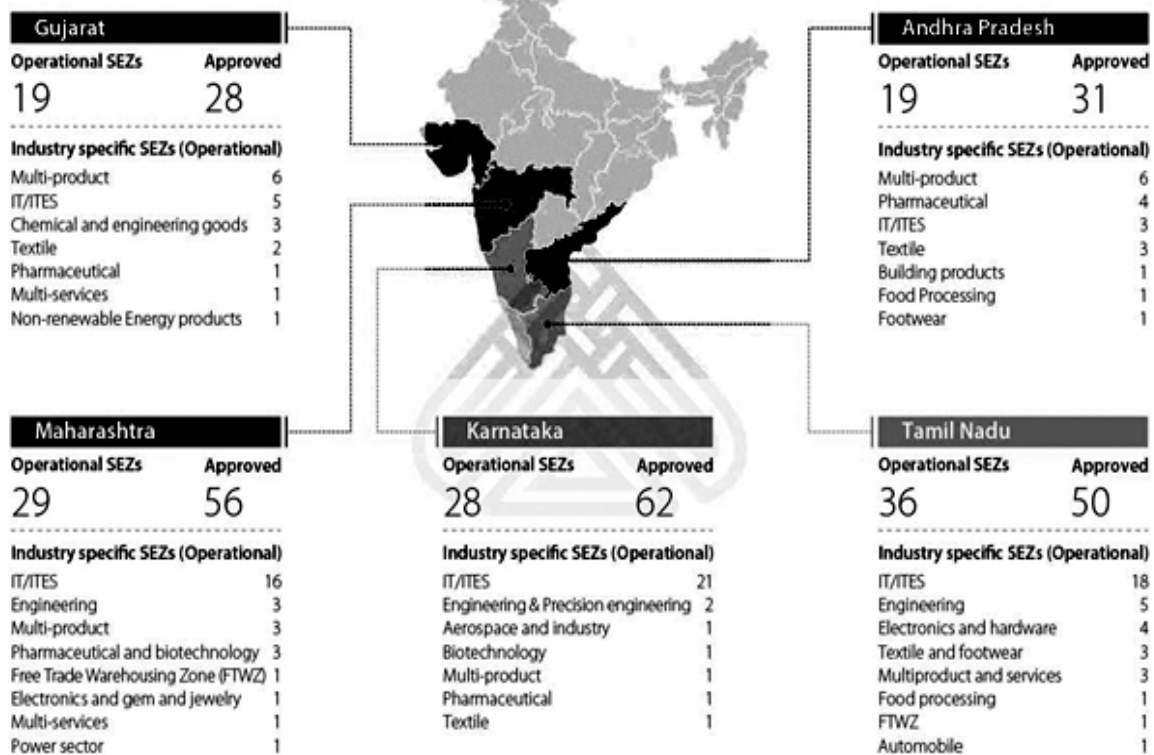 Gujarat
Operational SEZs Approved
19 28
Industry specific SEZs (Operational)
Multi-product 6
IT/ITES 5
Chemical and engineering goods 3
Textile 2
Pharmaceutical 1
Multi-services 1
Non-renewable Energy products 1
Andhra Pradesh
Operational SEZs Approved
19 31
Industry specific SEZs (Operational)
Multi-product 6
Pharmaceutical 4
IT/ITES 3
Textile 3
Building products 1
Food Processing 1
Footwear 1
Maharashtra
Operational SEZs Approved
29 56
Industry specific SEZs (Operational)
IT/ITES 16
Engineering 3
Multi-product 3
Pharmaceutical and biotechnology 3
Free Trade Warehousing Zone (FTWZ) 1
Electronics and gem and jewelry 1
Multi-services 1
Power sector 1
Karnataka
Operational SEZs Approved
28 62
Industry specific SEZs (Operational)
IT/ITES 21
Engineering & Precision engineering 2
Aerospace and industry 1
Biotechnology 1
Multi-product 1
Pharmaceutical 1
Textile 1
Tamil Nadu
Operational SEZs Approved
36 50
Industry specific SEZs (Operational)
IT/ITES 18
Engineering 5
Electronics and hardware 4
Textile and footwear 3
Multiproduct and services 3
Food processing 1
FTWZ 1
Automobile 1